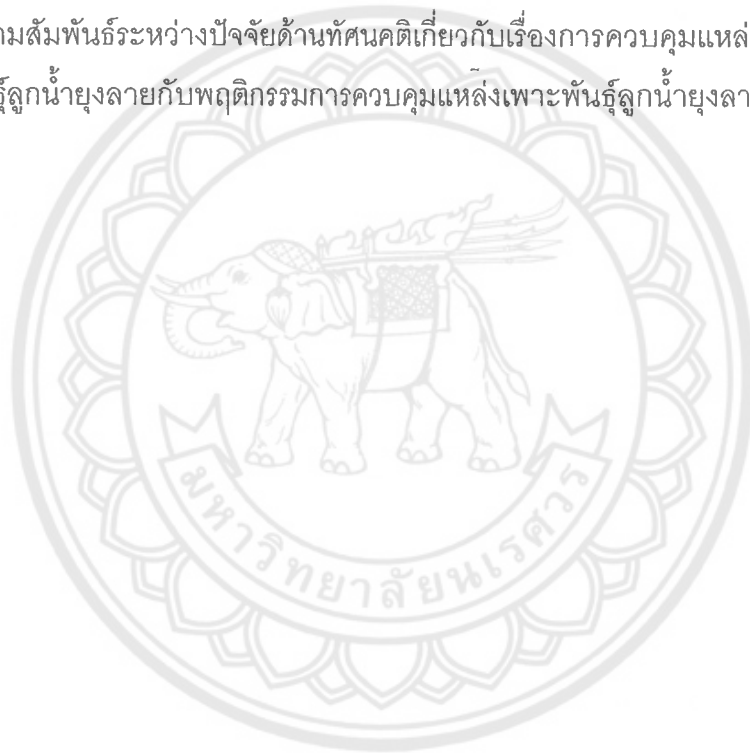 ามสัมพันธ์ระหว่างปัจจัยด้านทัศนคติเกี่ยวกับเรื่องการควบคุมแหล่
ธุ์ลูกน้ำยุงลายกับพฤติกรรมการควบคุมแหล่งเพาะพันธุ์ลูกน้ำยุงลา
มหาวิทยาลัยนเรศวร